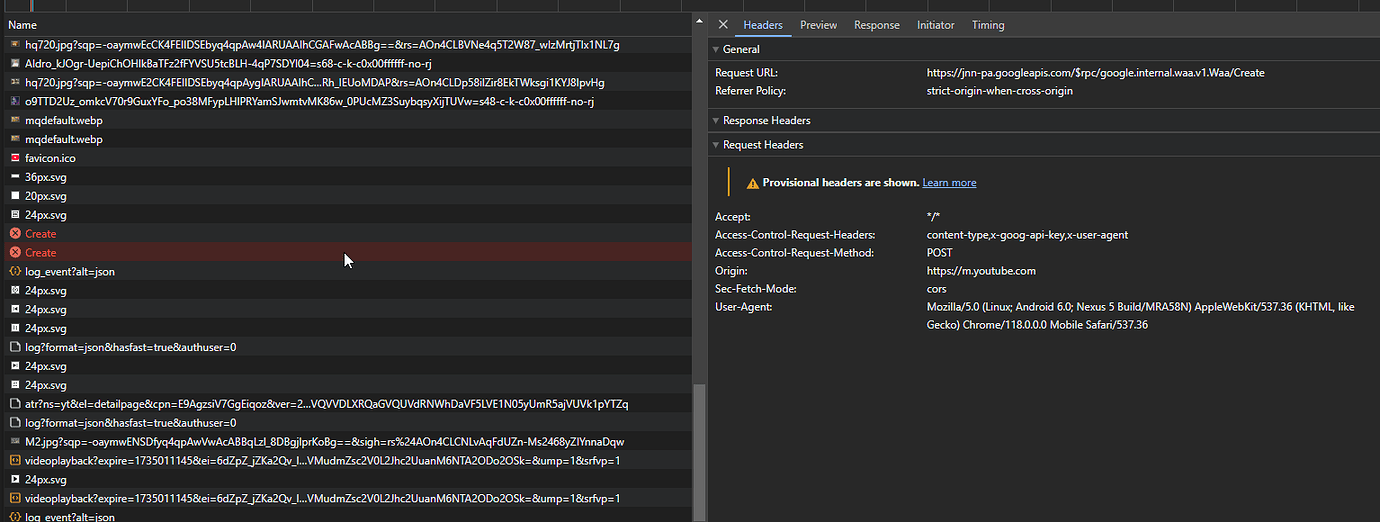 Name
hq720.jpg?sqp=-oaymwEcCK4FEIIDSEbyq4qpAw4IARUAAIhCGAFwAcABBg==&rs=AOn4CLBVNe4q5T2W87_wIzMrtjTIx1NL7g
AIdro_kJOgr-UepiChOHIkBaTFz2fFYVSU5tcBLH-4qP7SDYI04=s68-c-k-c0x00ffffff-no-rj
hq720.jpg?sqp=-oaymwE2CK4FEIIDSEbyq4qpAygIARUAAIhC...Rh_IEUoMDAP&rs=AOn4CLDp58iIZir8EkTWksgi1KYJ8IpvHg
o9TTD2Uz_omkcV70r9GuxYFo_po38MFypLHIPRYamSJwmtvMK86w_0PUcMZ3SuybqsyXijTUVw=s48-c-k-c0x00ffffff-no-rj
mqdefault.webp
mqdefault.webp
favicon.ico
36px.svg
20px.svg
24px.svg
Create
Create
log_event?alt=json
24px.svg
24px.svg
24px.svg
log?format=json&hasfast=true&authuser=0
24px.svg
24px.svg
atr?ns=yt&el=detailpage&cpn=E9AgzsiV7GgEiqoz&ver=2...VQVVDLXRQaGVQUVdRNWhDaVF5LVE1N05yUmR5ajVUVk1pYTZq
log?format=json&hasfast=true&authuser=0
M2.jpg?sqp=-oaymwENSDfyq4qpAwVwAcABBqLzl_8DBgjIprKoBg==&sigh=rs%24AOn4CLCNLvAqFdUZn-Ms2468yZIYnnaDqw
videoplayback?expire=1735011145&ei=6dZpZ_jZKa2Qv_I...VMudmZsc2V0L2Jhc2UuanM6NTA2ODo2OSk=&ump=1&srfvp=1
24px.svg
videoplayback?expire=1735011145&ei=6dZpZ_jZKa2Qv_I...VMudmZsc2V0L2Jhc2UuanM6NTA2ODo2OSk=&ump=1&srfvp=1
log_event?alt=json
Headers Preview Response Initiator Timing
General
Request URL: https://jnn-pa.googleapis.com/$rpc/google.internal.waa.v1.Waa/Create
Referrer Policy: strict-origin-when-cross-origin
Response Headers
Request Headers
Provisional headers are shown. Learn more
Accept: */*
Access-Control-Request-Headers: content-type,x-goog-api-key,x-user-agent
Access-Control-Request-Method: POST
Origin: https://m.youtube.com
Sec-Fetch-Mode: cors
User-Agent: Mozilla/5.0 (Linux; Android 6.0; Nexus 5 Build/MRA58N) AppleWebKit/537.36 (KHTML, like
Gecko) Chrome/118.0.0.0 Mobile Safari/537.36